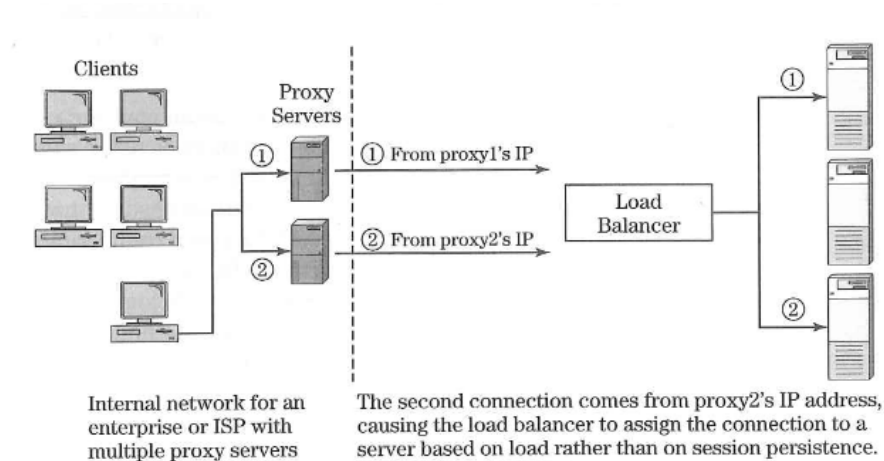 Clients
Proxy
Servers
①
① From proxy1's IP
①
Load
Balancer
② From proxy2's IP
②
②
Internal network for an
enterprise or ISP with
multiple proxy servers
The second connection comes from proxy2's IP address,
causing the load balancer to assign the connection to a
server based on load rather than on session persistence.